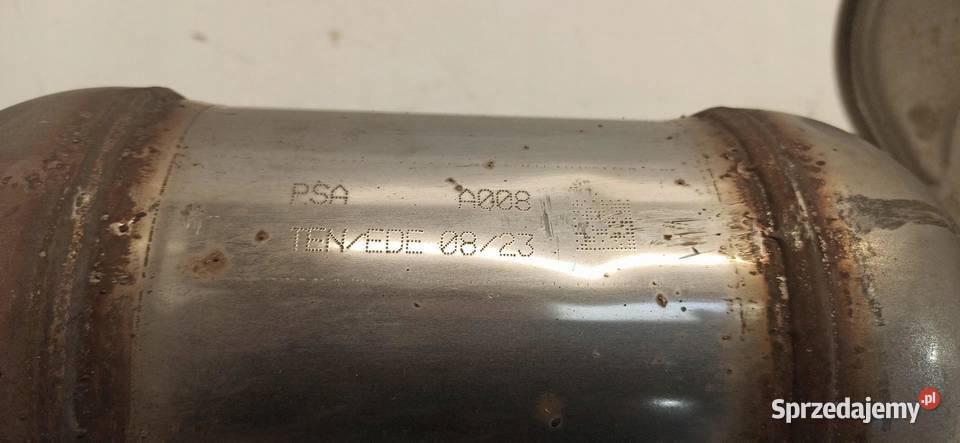 PSA A008
TEN/EDE 08/23
Sprzedajemy.pl